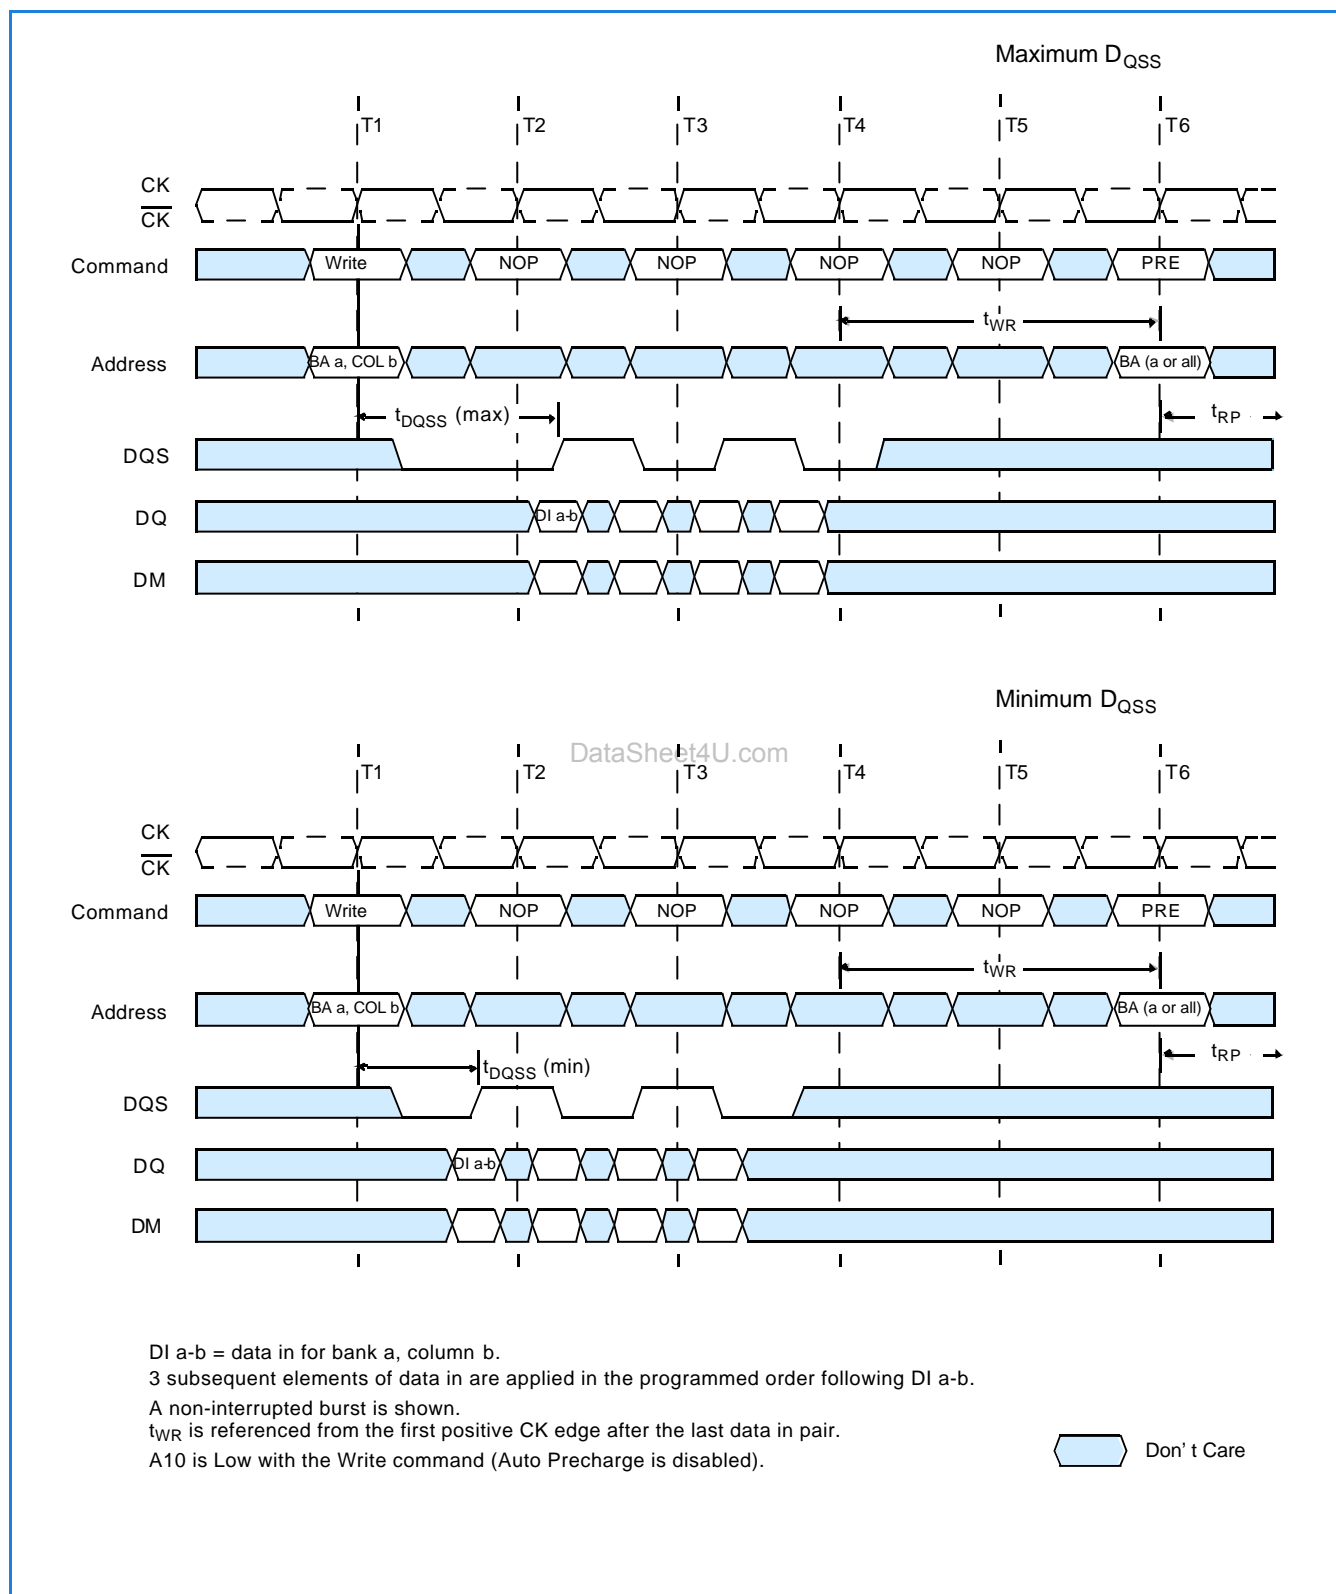 Maximum DQSS
T1 T2 T3 T4 T5 T6
CK
CK
Command Write NOP NOP NOP NOP PRE
tWR
Address BA a, COL b BA (a or all)
tDQSS (max) tRP
DQS
DQ DI a-b
DM
Minimum DQSS
DataSheet4U.com
T1 T2 T3 T4 T5 T6
CK
CK
Command Write NOP NOP NOP NOP PRE
tWR
Address BA a, COL b BA (a or all)
tDQSS (min) tRP
DQS
DQ DI a-b
DM
DI a-b = data in for bank a, column b.
3 subsequent elements of data in are applied in the programmed order following DI a-b.
A non-interrupted burst is shown.
tWR is referenced from the first positive CK edge after the last data in pair.
A10 is Low with the Write command (Auto Precharge is disabled).
Don' t Care